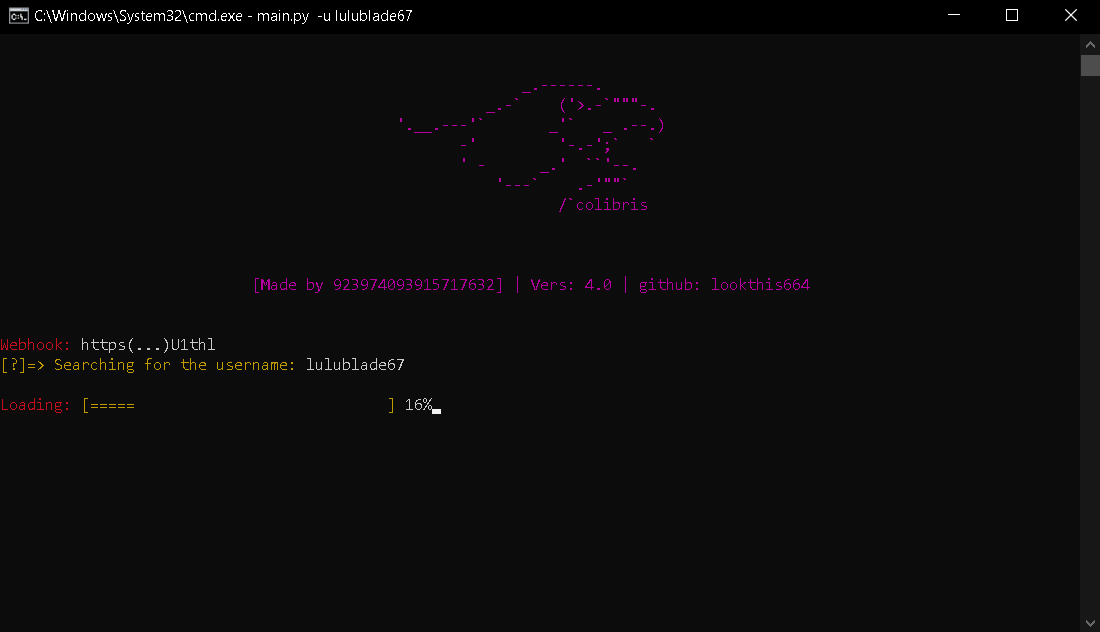 C:\Windows\System32\cmd.exe - main.py -u lulublade67
/`colibris
[Made by 923974093915717632] | Vers: 4.0 | github: lookthis664
Webhook: https(...)U1thl
[?]=> Searching for the username: lulublade67
Loading: [===== ] 16%